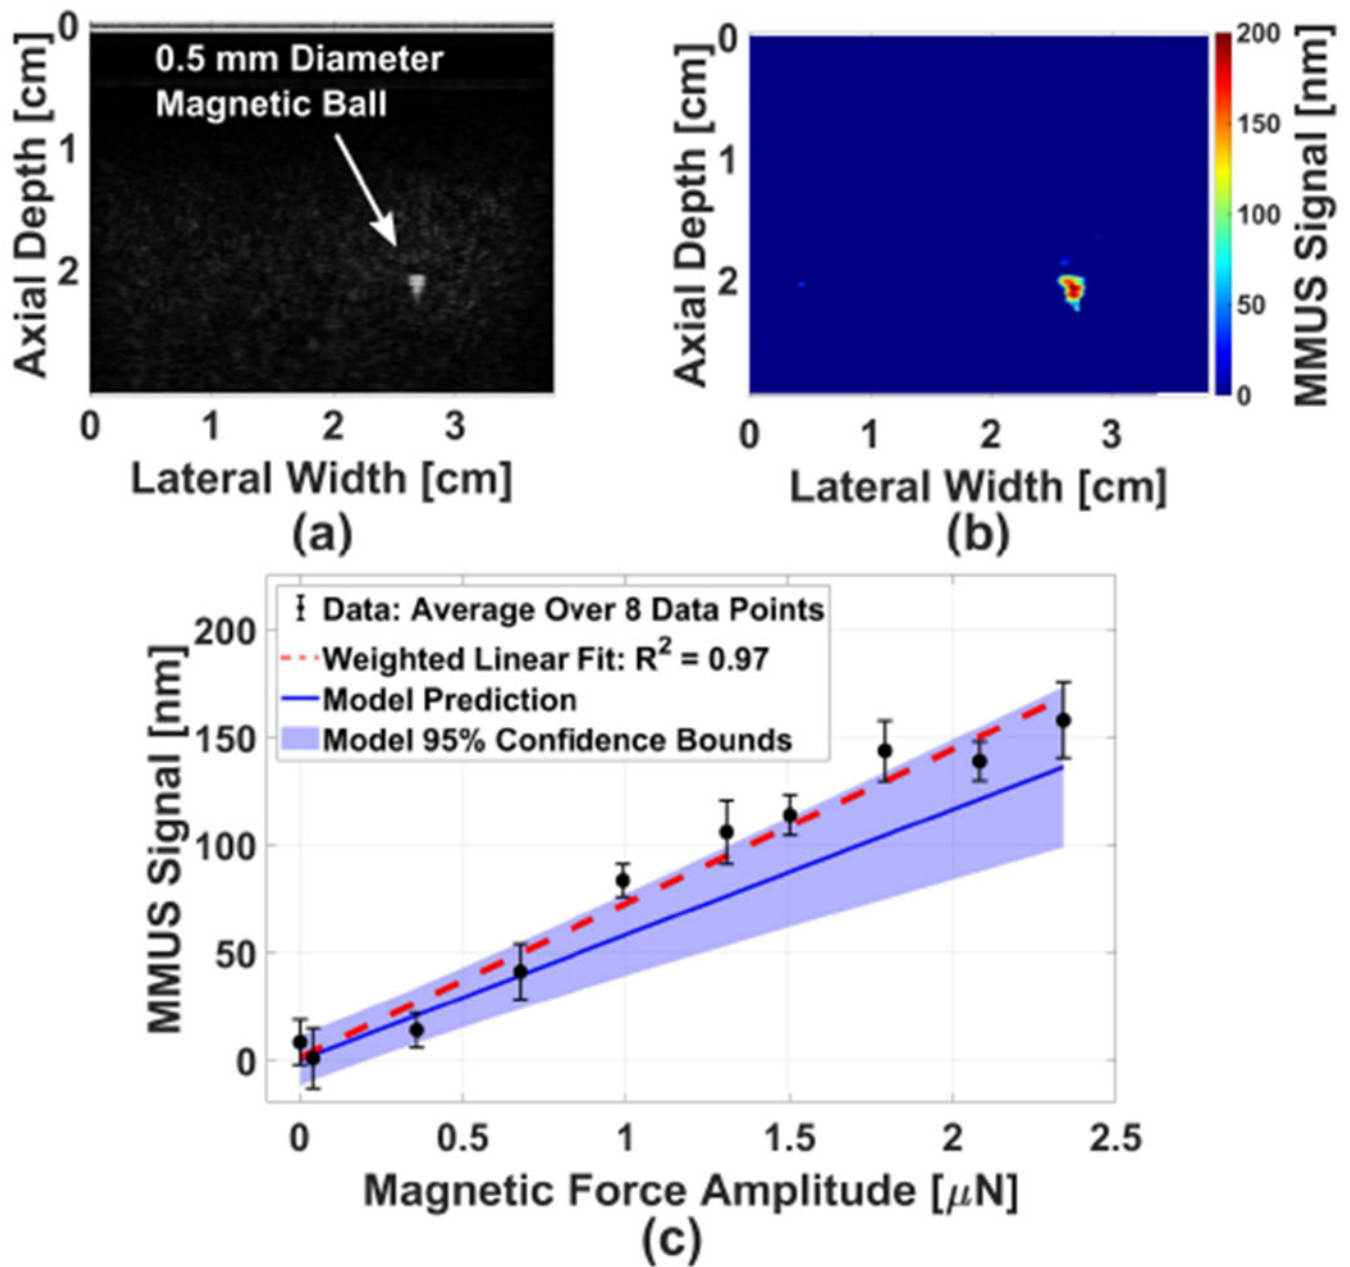 0.5 mm Diameter
Magnetic Ball
0
1
2
Axial Depth [cm]
0 1 2 3
Lateral Width [cm]
(a)
0
1
2
Axial Depth [cm]
0 1 2 3
Lateral Width [cm]
(b)
200
150
100
50
0
MMUS Signal [nm]
Data: Average Over 8 Data Points
Weighted Linear Fit: R² = 0.97
Model Prediction
Model 95% Confidence Bounds
200
150
100
50
0
MMUS Signal [nm]
0 0.5 1 1.5 2 2.5
Magnetic Force Amplitude [μN]
(c)